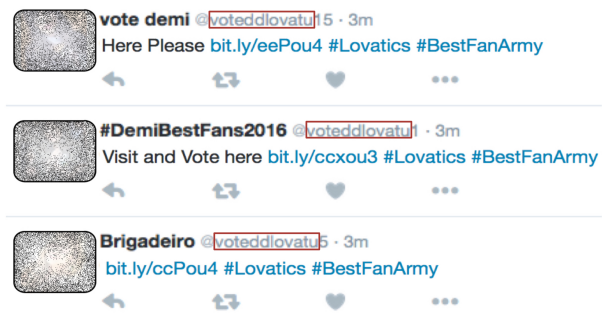 vote demi @voteddlovatu15 · 3m
Here Please bit.ly/eePou4 #Lovatics #BestFanArmy
#DemiBestFans2016 @voteddlovatu1 · 3m
Visit and Vote here bit.ly/ccxou3 #Lovatics #BestFanArmy
Brigadeiro @voteddlovatu5 · 3m
bit.ly/ccPou4 #Lovatics #BestFanArmy